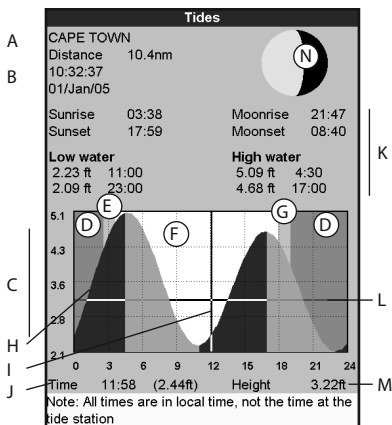 Tides
A
CAPE TOWN
Distance 10.4nm
B
10:32:37
01/Jan/05
N
Sunrise 03:38 Moonrise 21:47
Sunset 17:59 Moonset 08:40
K
Low water High water
2.23 ft 11:00 5.09 ft 4:30
2.09 ft 23:00 4.68 ft 17:00
E
G
5.1
D
F
D
4.3
C
3.6
L
2.8
H
2.1
I
0 3 6 9 12 15 18 21 24
J
Time 11:58 (2.44ft) Height 3.22ft
M
Note: All times are in local time, not the time at the
tide station